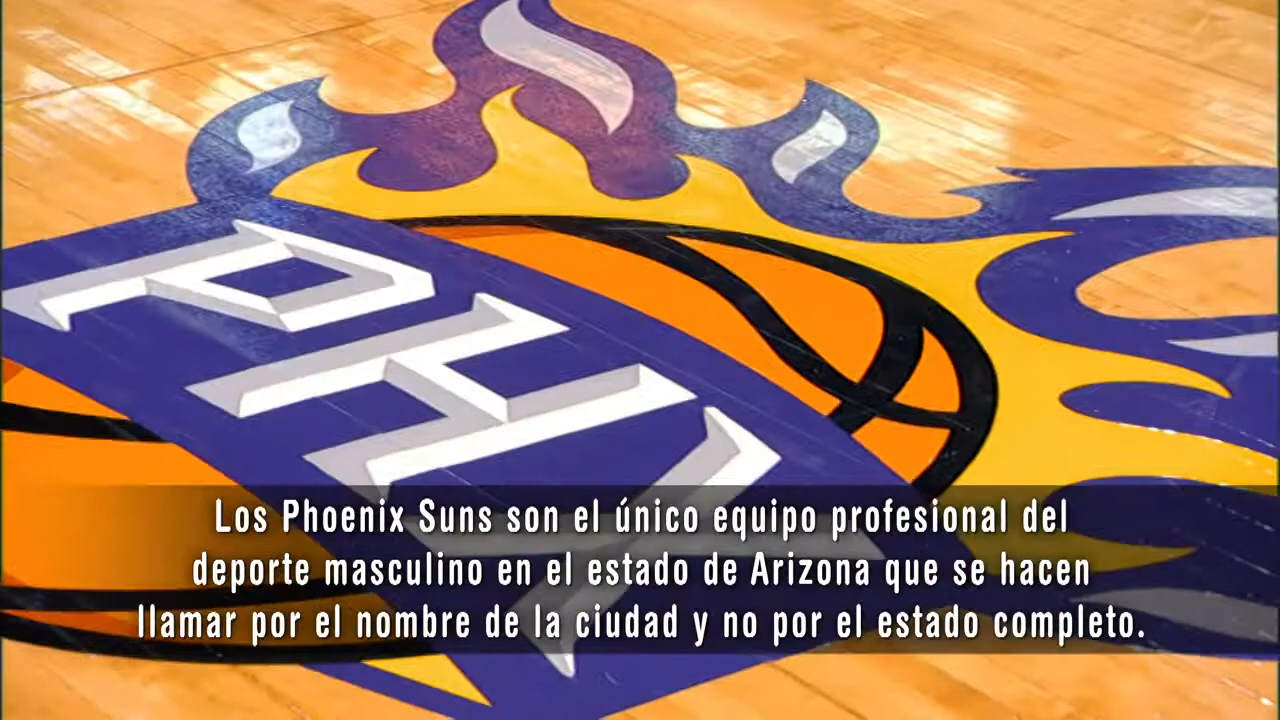 PHX
Los Phoenix Suns son el único equipo profesional del
deporte masculino en el estado de Arizona que se hacen
llamar por el nombre de la ciudad y no por el estado completo.